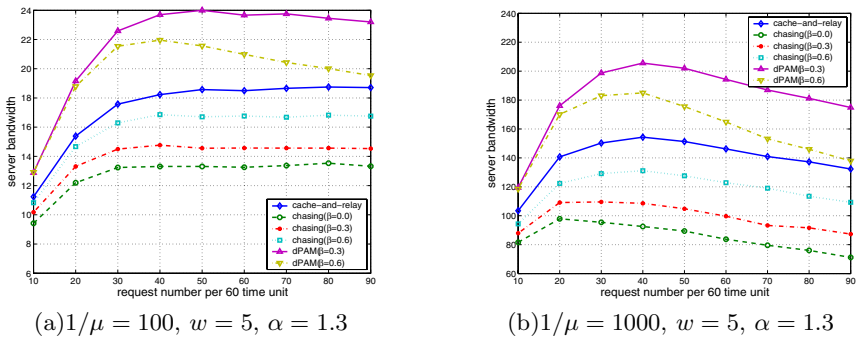 24
22
20
18
16
14
12
10
8
6
server bandwidth
10 20 30 40 50 60 70 80 90
request number per 60 time unit
cache-and-relay
chasing(β=0.0)
chasing(β=0.3)
chasing(β=0.6)
dPAM(β=0.3)
dPAM(β=0.6)
(a)1/μ = 100, w = 5, α = 1.3
240
220
200
180
160
140
120
100
80
60
server bandwidth
10 20 30 40 50 60 70 80 90
request number per 60 time unit
cache-and-relay
chasing(β=0.0)
chasing(β=0.3)
chasing(β=0.6)
dPAM(β=0.3)
dPAM(β=0.6)
(b)1/μ = 1000, w = 5, α = 1.3